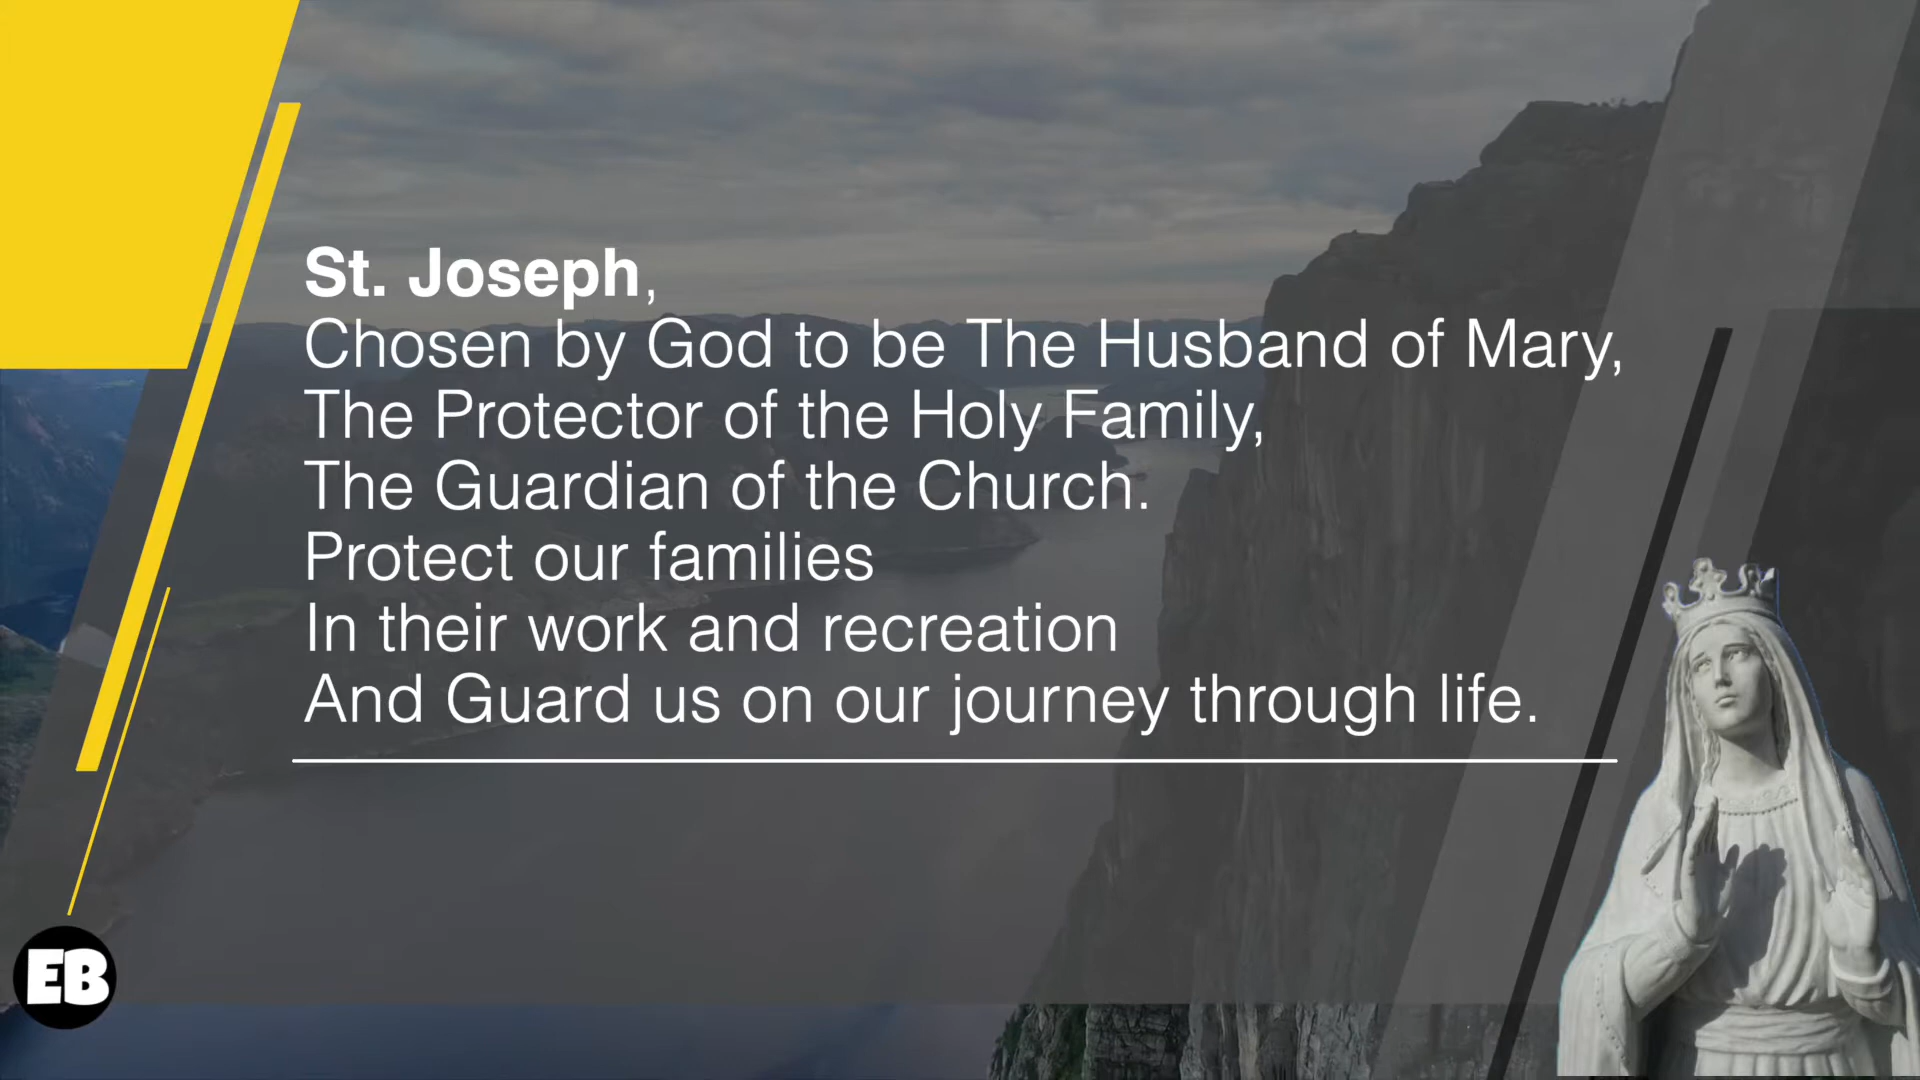 St. Joseph,
Chosen by God to be The Husband of Mary,
The Protector of the Holy Family,
The Guardian of the Church.
Protect our families
In their work and recreation
And Guard us on our journey through life.
EB